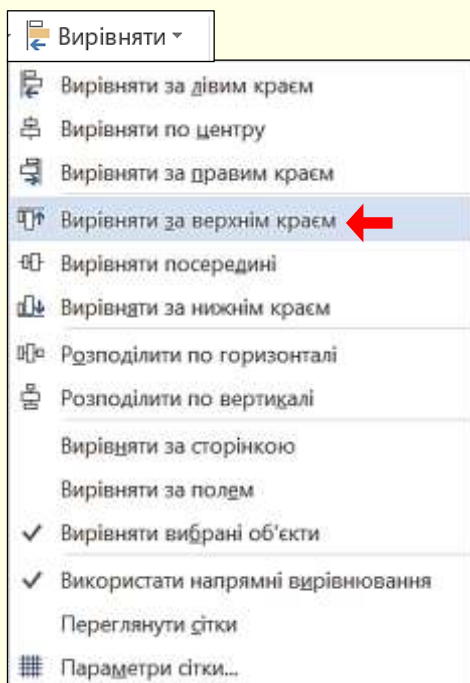 Вирівняти
Вирівняти за лівим краєм
Вирівняти по центру
Вирівняти за правим краєм
Вирівняти за верхнім краєм
Вирівняти посередині
Вирівняти за нижнім краєм
Розподілити по горизонталі
Розподілити по вертикалі
Вирівняти за сторінкою
Вирівняти за полем
Вирівняти вибрані об'єкти
Використати напрямні вирівнювання
Переглянути сітки
Параметри сітки...